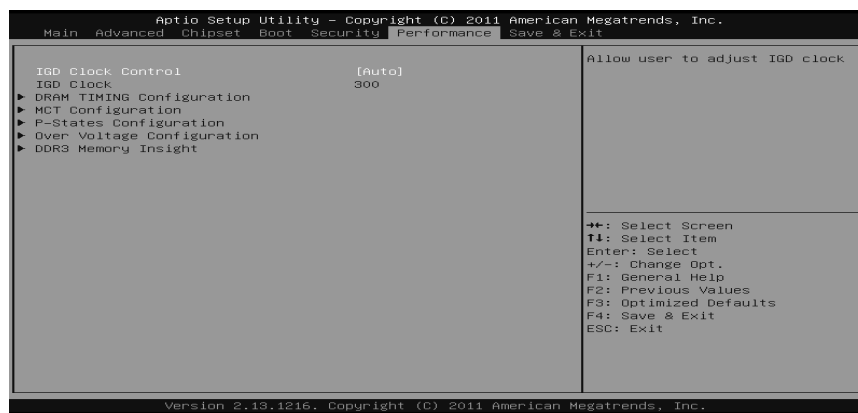 Aptio Setup Utility – Copyright (C) 2011 American Megatrends, Inc.
Main Advanced Chipset Boot Security Performance Save & Exit
IGD Clock Control [Auto]
IGD Clock 300
► DRAM TIMING Configuration
► MCT Configuration
► P-States Configuration
► Over Voltage Configuration
► DDR3 Memory Insight
Allow user to adjust IGD clock
→←: Select Screen
↑↓: Select Item
Enter: Select
+/-: Change Opt.
F1: General Help
F2: Previous Values
F3: Optimized Defaults
F4: Save & Exit
ESC: Exit
Version 2.13.1216. Copyright (C) 2011 American Megatrends, Inc.